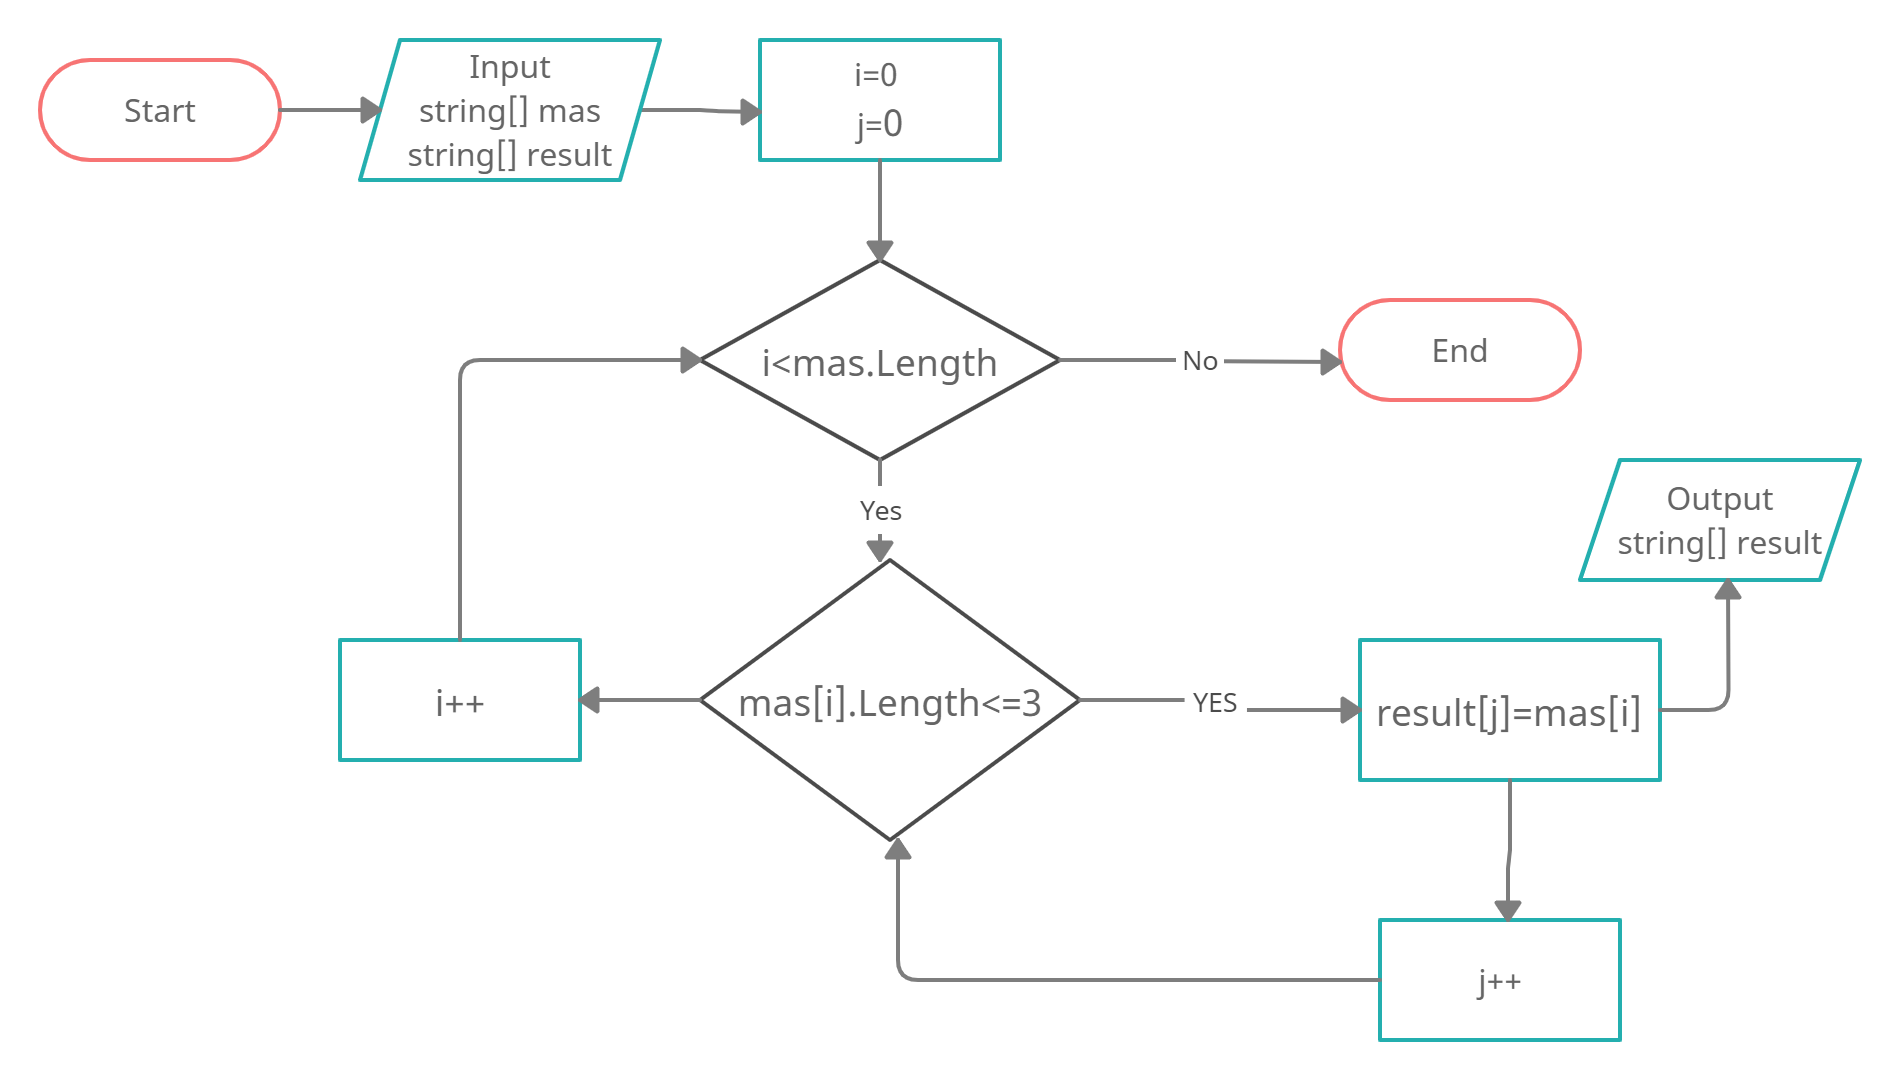 Start
Input
string[] mas
string[] result
i=0
j=0
i<mas.Length
No
End
Yes
Output
string[] result
i++
mas[i].Length<=3
YES
result[j]=mas[i]
j++